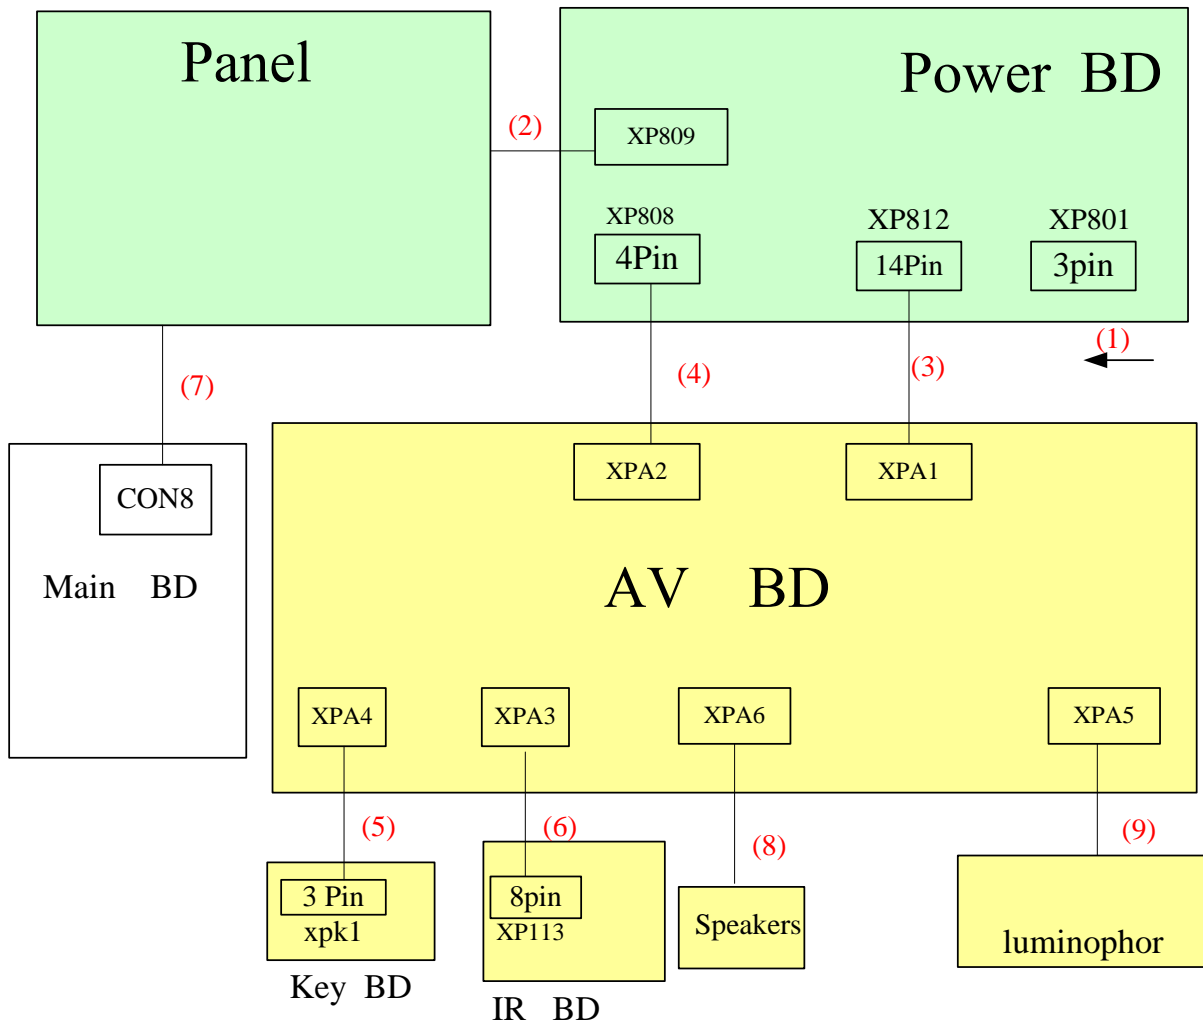 Panel
Power BD
(2)
XP809
XP808
4Pin
XP812
14Pin
XP801
3pin
(1)
(7)
(4)
(3)
CON8
Main BD
XPA2
XPA1
AV BD
XPA4
XPA3
XPA6
XPA5
(5)
(6)
(8)
(9)
3 Pin
xpk1
Key BD
8pin
XP113
IR BD
Speakers
luminophor